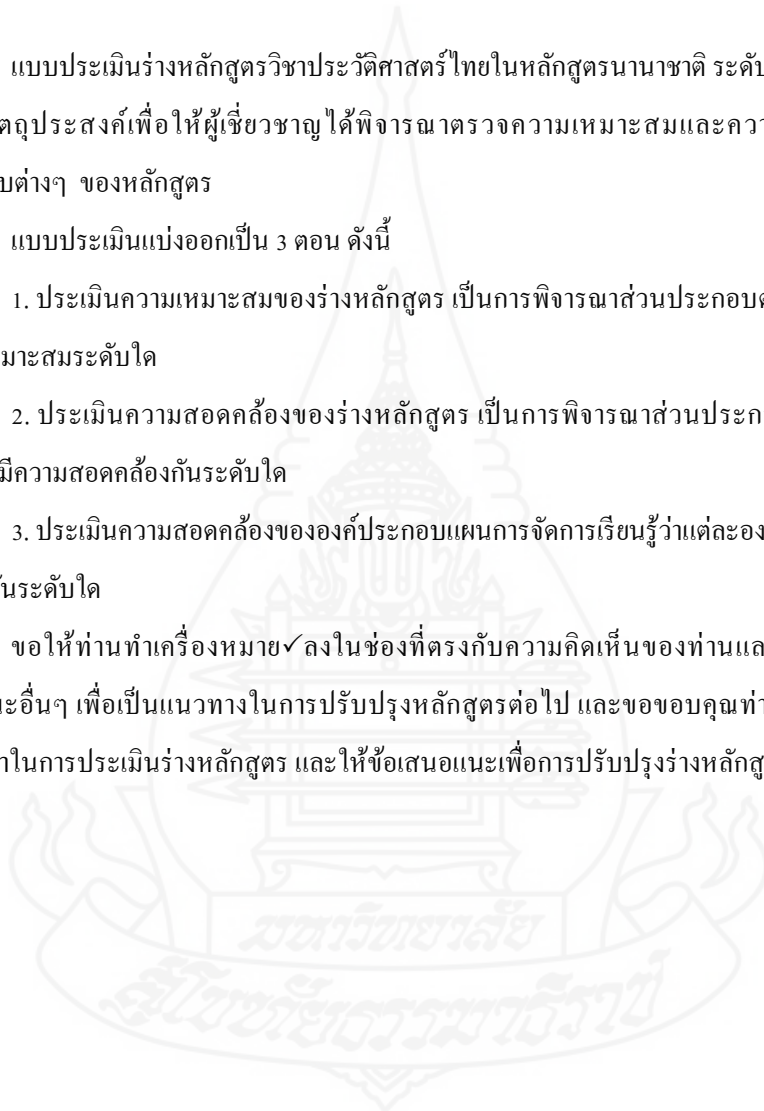 แบบประเมินร่างหลักสูตรวิชาประวัติศาสตร์ไทยในหลักสูตรนานาชาติ ระดับ
ตถุประสงค์เพื่อให้ผู้เชี่ยวชาญได้พิจารณาตรวจความเหมาะสมและควา
บต่างๆ ของหลักสูตร
แบบประเมินแบ่งออกเป็น 3 ตอน ดังนี้
1. ประเมินความเหมาะสมของร่างหลักสูตร เป็นการพิจารณาส่วนประกอบต
มาะสมระดับใด
2. ประเมินความสอดคล้องของร่างหลักสูตร เป็นการพิจารณาส่วนประก
มีความสอดคล้องกันระดับใด
3. ประเมินความสอดคล้องขององค์ประกอบแผนการจัดการเรียนรู้ว่าแต่ละอง
ันระดับใด
ขอให้ท่านทำเครื่องหมาย✓ลงในช่องที่ตรงกับความคิดเห็นของท่านแล
นะอื่นๆ เพื่อเป็นแนวทางในการปรับปรุงหลักสูตรต่อไป และขอขอบคุณท่า
าในการประเมินร่างหลักสูตร และให้ข้อเสนอแนะเพื่อการปรับปรุงร่างหลักสู
มหาวิทยาลัย
สุโขทัยธรรมาธิราช